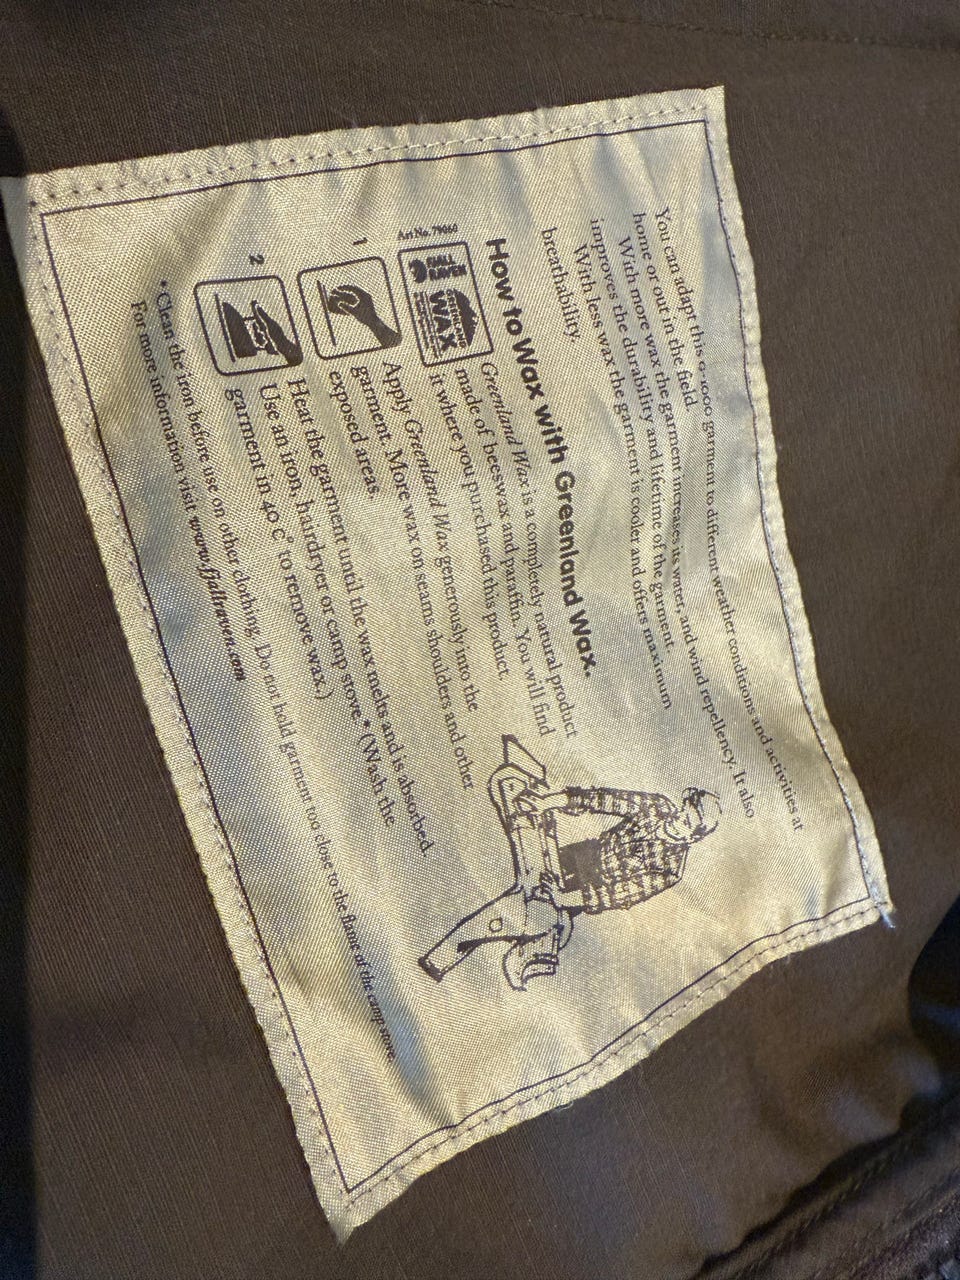 You can adapt this G-1000 garment to different weather conditions and activities at
home or out in the field.
With more wax the garment increases its water, and wind repellency. It also
improves the durability and lifetime of the garment.
With less wax the garment is cooler and offers maximum
breathability.
How to Wax with Greenland Wax.
FJALL
RAVEN
GREENLAND
WAX
Art No. 79060
Greenland Wax is a completely natural product
made of beeswax and paraffin. You will find
it where you purchased this product.
1
Apply Greenland Wax generously into the
garment. More wax on seams shoulders and other
exposed areas.
2
Heat the garment until the wax melts and is absorbed.
Use an iron, hairdryer or camp stove.* (Wash the
garment in 40 C° to remove wax.)
*Clean the iron before use on other clothing. Do not hold garment too close to the flame of the camp stove.
For more information visit www.fjallraven.com